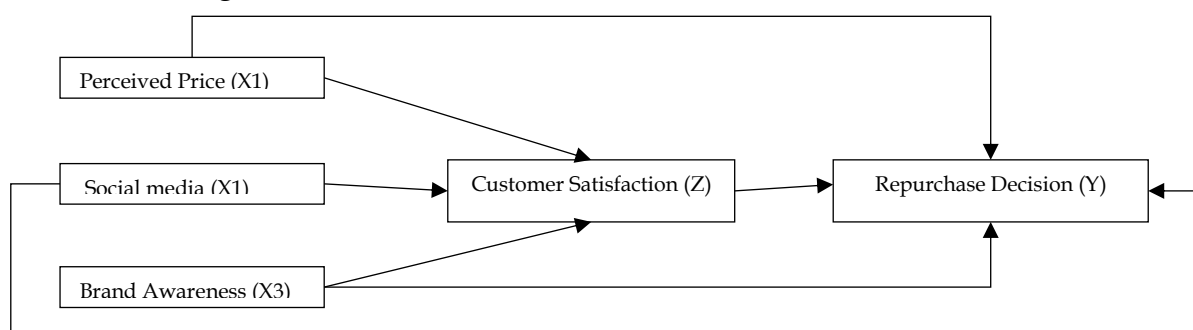 Perceived Price (X1)
Social media (X1)
Customer Satisfaction (Z)
Repurchase Decision (Y)
Brand Awareness (X3)